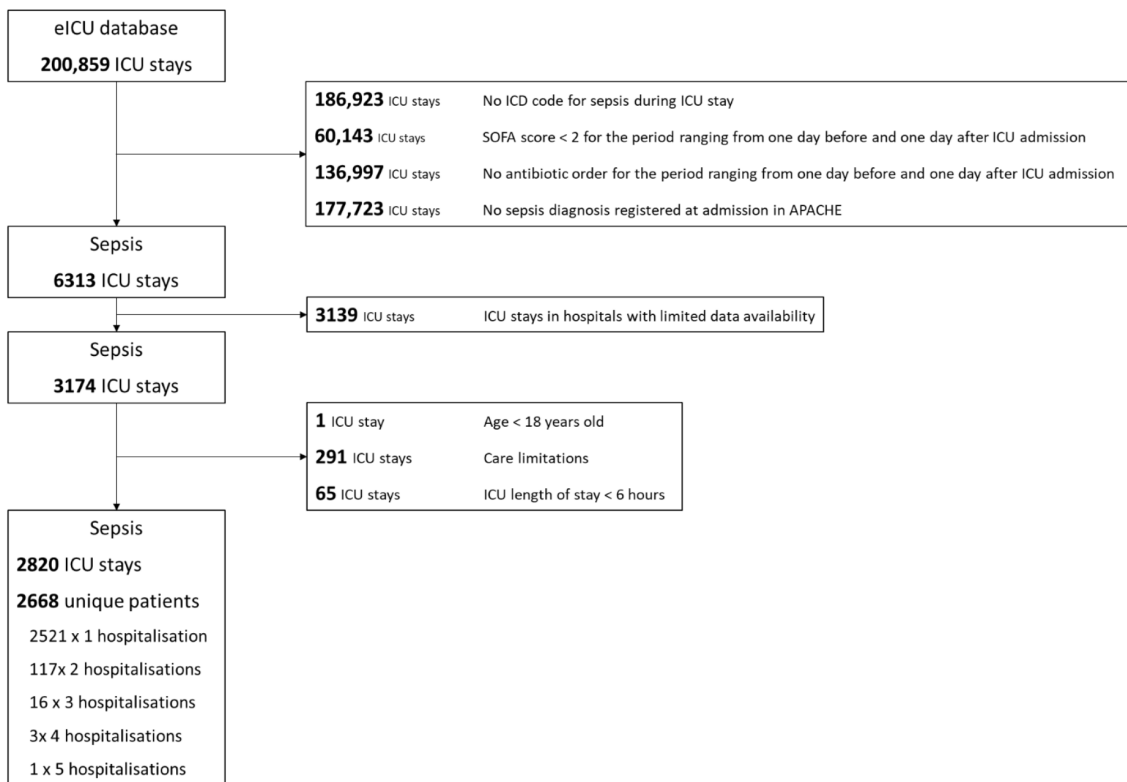 eICU database
200,859 ICU stays
186,923 ICU stays No ICD code for sepsis during ICU stay
60,143 ICU stays SOFA score < 2 for the period ranging from one day before and one day after ICU admission
136,997 ICU stays No antibiotic order for the period ranging from one day before and one day after ICU admission
177,723 ICU stays No sepsis diagnosis registered at admission in APACHE
Sepsis
6313 ICU stays
3139 ICU stays ICU stays in hospitals with limited data availability
Sepsis
3174 ICU stays
1 ICU stay Age < 18 years old
291 ICU stays Care limitations
65 ICU stays ICU length of stay < 6 hours
Sepsis
2820 ICU stays
2668 unique patients
2521 x 1 hospitalisation
117x 2 hospitalisations
16 x 3 hospitalisations
3x 4 hospitalisations
1 x 5 hospitalisations